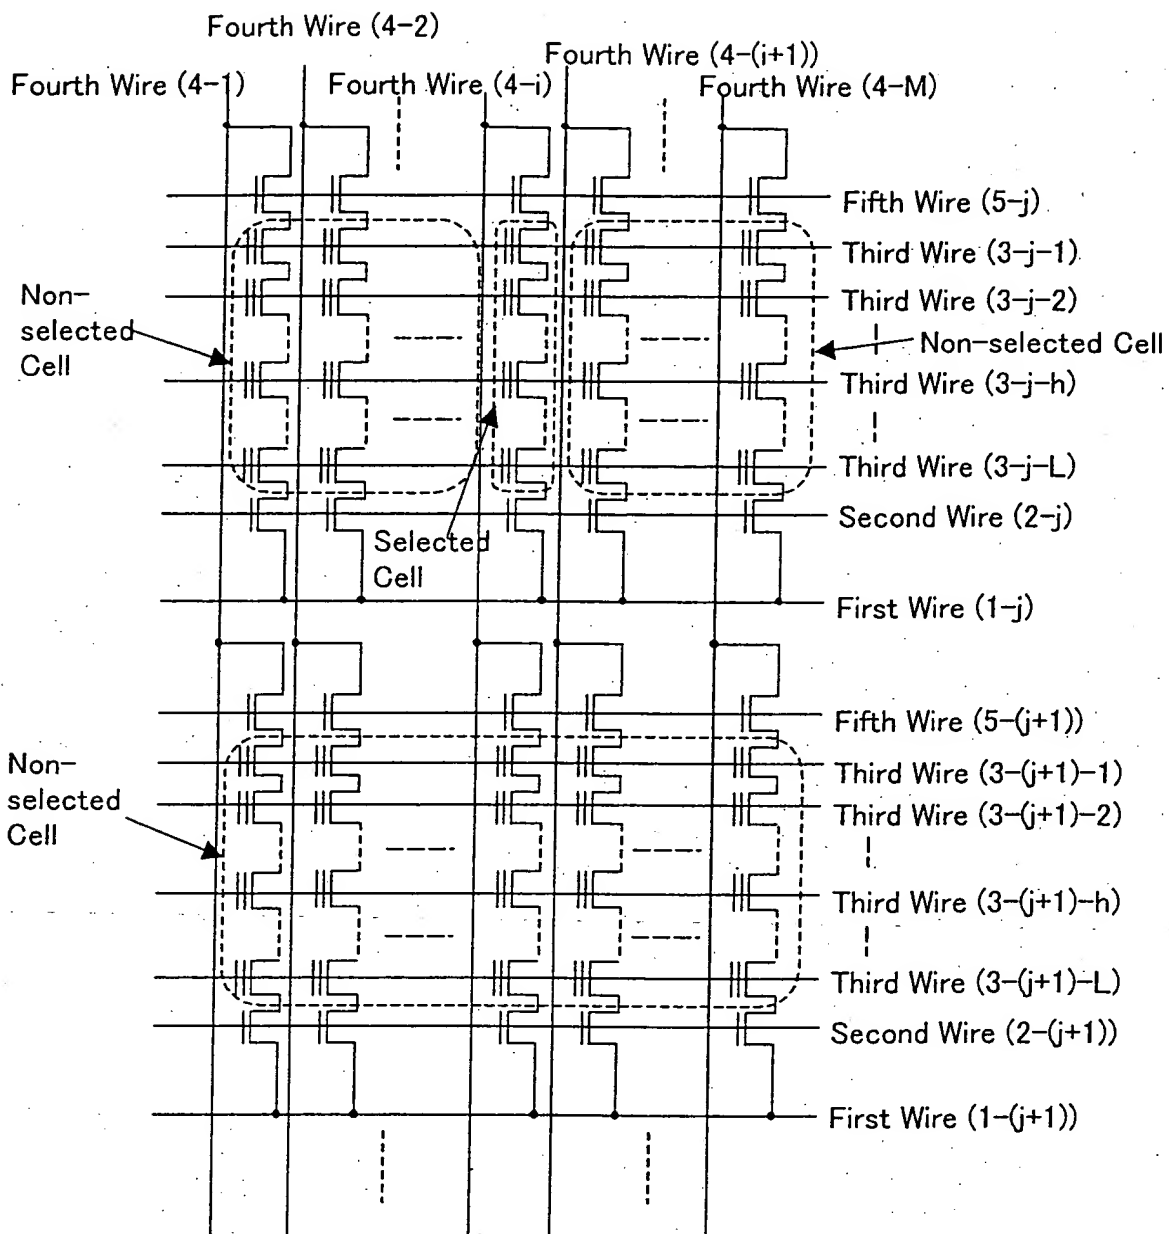 Fourth Wire (4-2)
Fourth Wire (4-(i+1))
Fourth Wire (4-1)
Fourth Wire (4-i)
Fourth Wire (4-M)
Fifth Wire (5-j)
Third Wire (3-j-1)
Third Wire (3-j-2)
Non-
selected
Cell
Non-selected Cell
Third Wire (3-j-h)
Third Wire (3-j-L)
Second Wire (2-j)
Selected
Cell
First Wire (1-j)
Fifth Wire (5-(j+1))
Non-
selected
Cell
Third Wire (3-(j+1)-1)
Third Wire (3-(j+1)-2)
Third Wire (3-(j+1)-h)
Third Wire (3-(j+1)-L)
Second Wire (2-(j+1))
First Wire (1-(j+1))